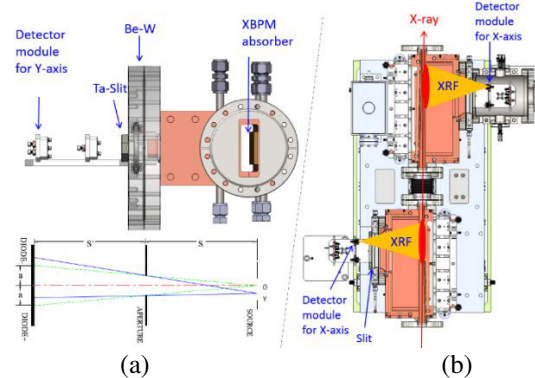 Detector
module
for Y-axis
Be-W
Ta-Slit
XBPM
absorber
DIODE+
DIODE-
a
a
S
S
APERTURE
SOURCE
0
Y
(a)
X-ray
Detector
module
for X-axis
XRF
XRF
Detector
module
for X-axis
Slit
(b)